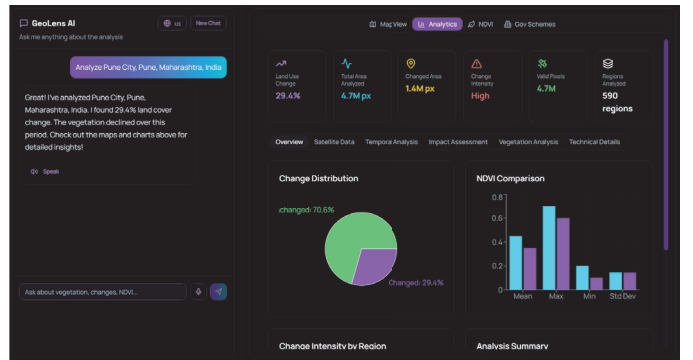 GeoLens AI
us
New Chat
Ask me anything about the analysis
Map View
Analytics
NDVI
Gov Schemes
Analyze Pune City, Pune, Maharashtra, India
Great! I've analyzed Pune City, Pune,
Maharashtra, India. I found 29.4% land cover
change. The vegetation declined over this
period. Check out the maps and charts above for
detailed insights!
Speak
Ask about vegetation, changes, NDVI...
Land Use
Change
29.4%
Total Area
Analyzed
4.7M px
Changed Area
1.4M px
Change
Intensity
High
Valid Pixels
4.7M
Regions
Analyzed
590
regions
Overview
Satellite Data
Tempora Analysis
Impact Assessment
Vegetation Analysis
Technical Details
Change Distribution
changed: 70.6%
Changed: 29.4%
NDVI Comparison
0.8
0.6
0.4
0.2
0
Mean
Max
Min
Std Dev
Change Intensity by Region
Analysis Summary